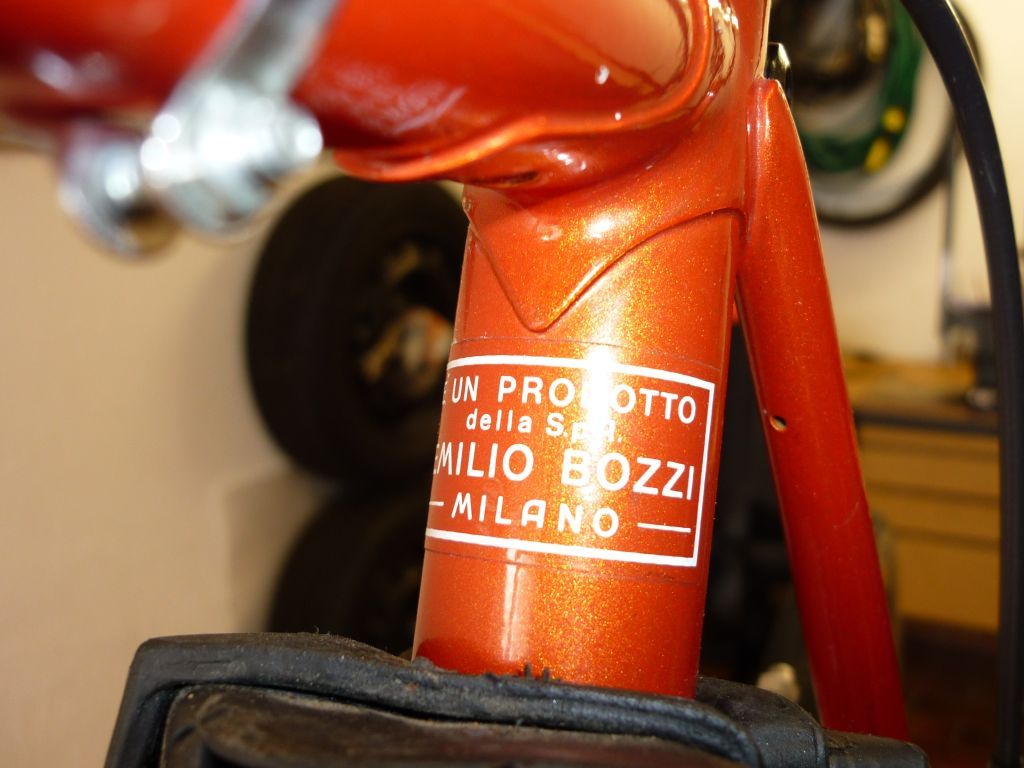 È UN PRODOTTO
della S.p.A.
EMILIO BOZZI
— MILANO —